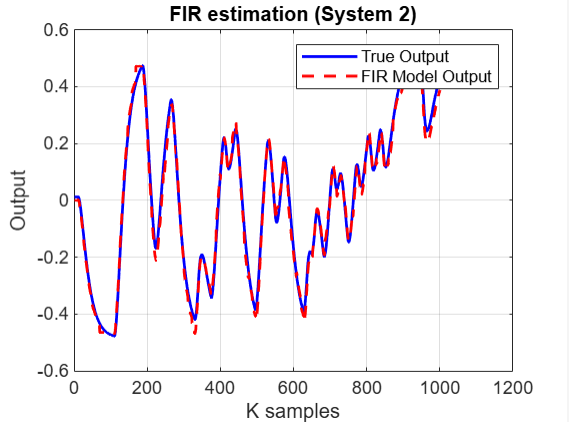 FIR estimation (System 2)
True Output
FIR Model Output
0.6
0.4
0.2
0
-0.2
-0.4
-0.6
Output
0 200 400 600 800 1000 1200
K samples